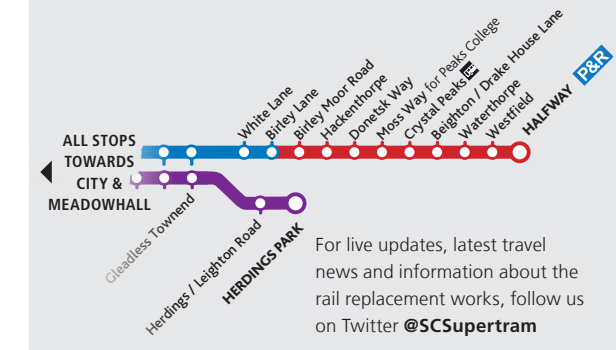 White Lane
Birley Lane
Birley Moor Road
Hackenthorpe
Donetsk Way
Moss Way for Peaks College
Crystal Peaks
Beighton / Drake House Lane
Waterthorpe
Westfield
HALFWAY P&R
ALL STOPS
TOWARDS
CITY &
MEADOWHALL
Gleadless Townend
Herdings / Leighton Road
HERDINGS PARK
For live updates, latest travel
news and information about the
rail replacement works, follow us
on Twitter @SCSupertram